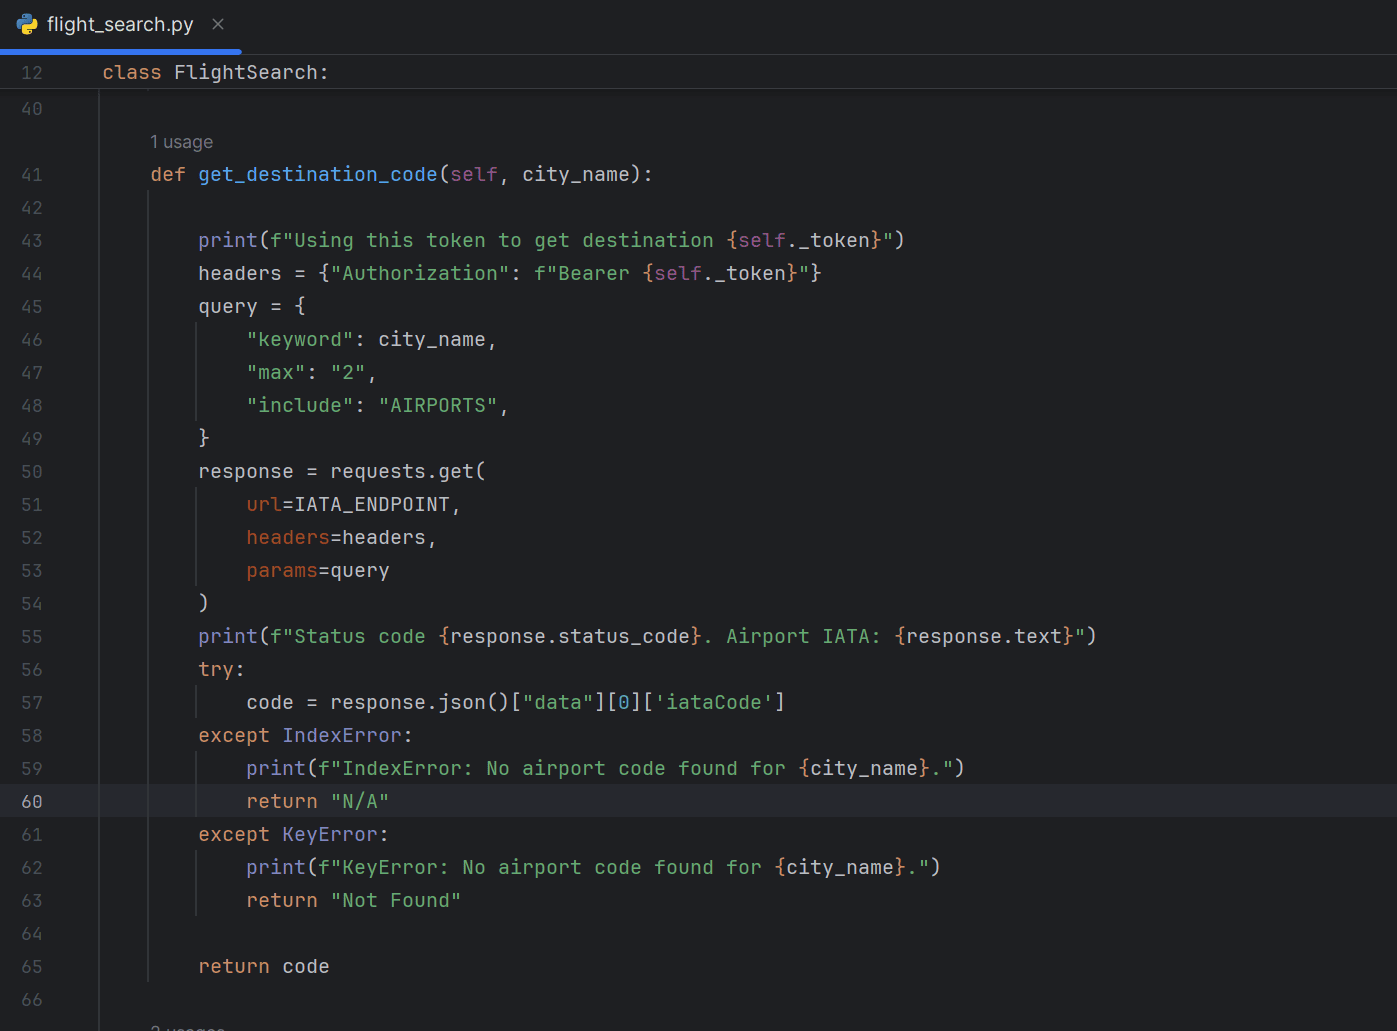 flight_search.py
12 class FlightSearch:
40
1 usage
41 def get_destination_code(self, city_name):
42
43 print(f"Using this token to get destination {self._token}")
44 headers = {"Authorization": f"Bearer {self._token}"}
45 query = {
46 "keyword": city_name,
47 "max": "2",
48 "include": "AIRPORTS",
49 }
50 response = requests.get(
51 url=IATA_ENDPOINT,
52 headers=headers,
53 params=query
54 )
55 print(f"Status code {response.status_code}. Airport IATA: {response.text}")
56 try:
57 code = response.json()["data"][0]['iataCode']
58 except IndexError:
59 print(f"IndexError: No airport code found for {city_name}.")
60 return "N/A"
61 except KeyError:
62 print(f"KeyError: No airport code found for {city_name}.")
63 return "Not Found"
64
65 return code
66